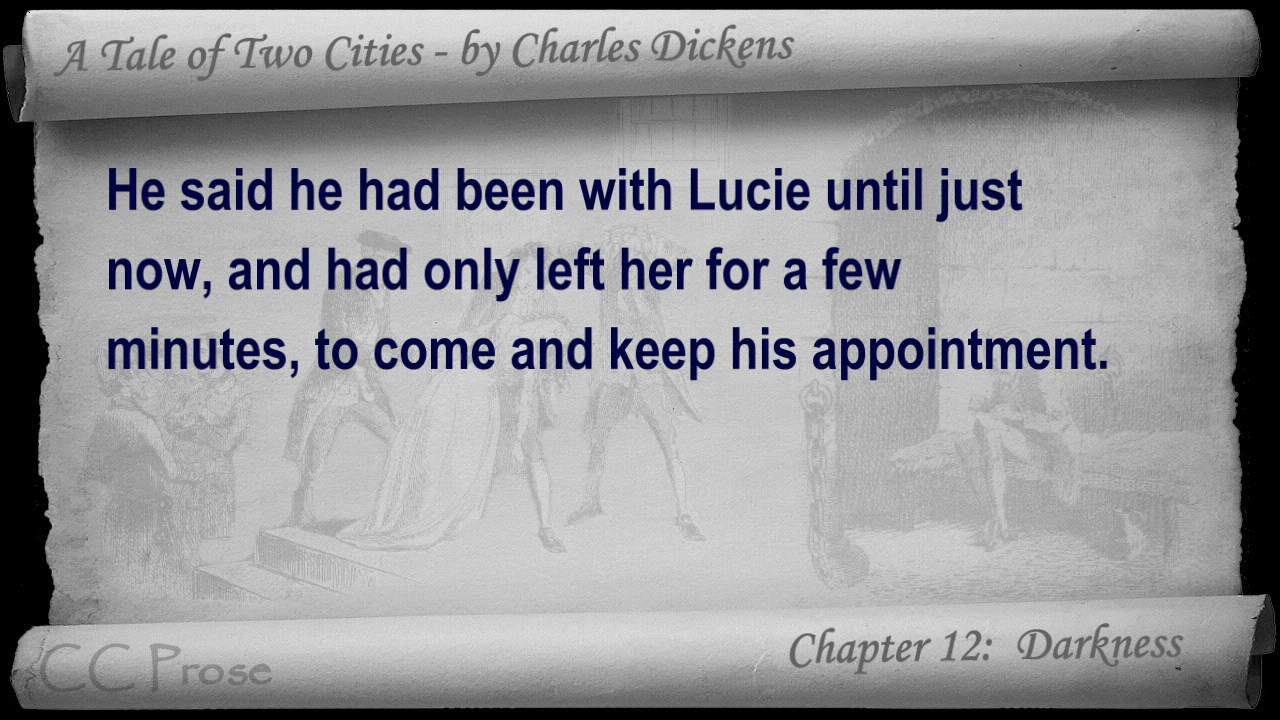 A Tale of Two Cities - by Charles Dickens
He said he had been with Lucie until just
now, and had only left her for a few
minutes, to come and keep his appointment.
Chapter 12: Darkness
CC Prose